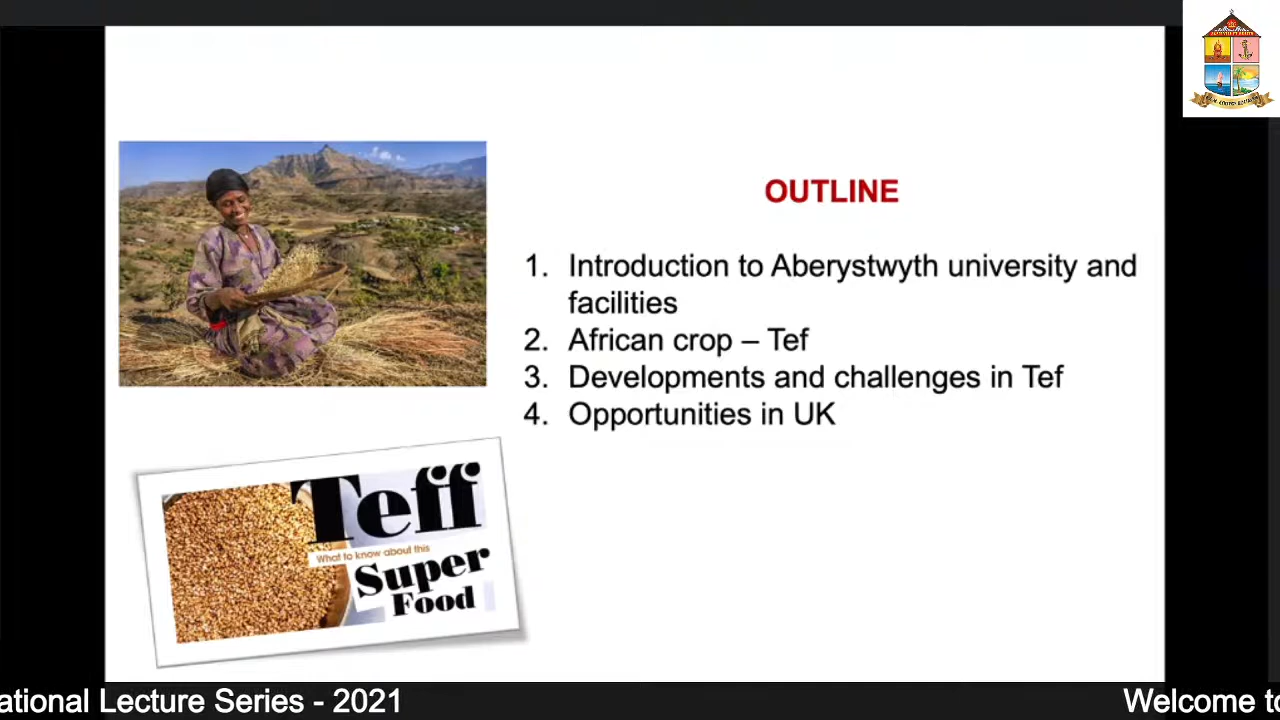 OUTLINE
1. Introduction to Aberystwyth university and
facilities
2. African crop – Tef
3. Developments and challenges in Tef
4. Opportunities in UK
Teff
What to know about this
Super
Food
ational Lecture Series - 2021
Welcome to